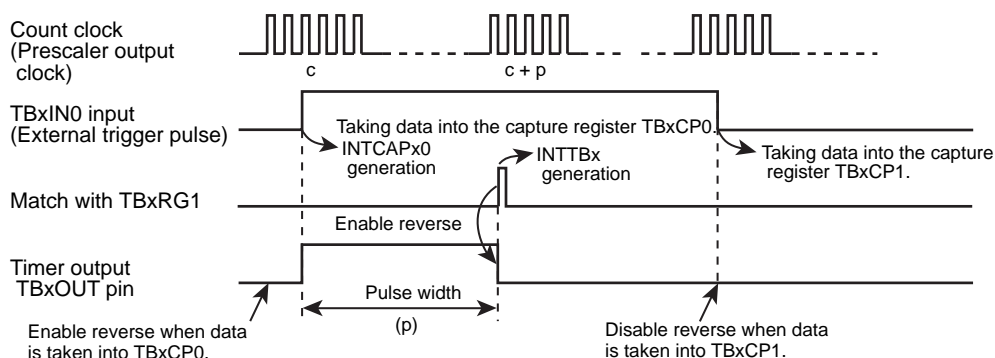 Count clock
(Prescaler output
clock)
c
c + p
TBxIN0 input
(External trigger pulse)
Taking data into the capture register TBxCP0.
INTCAPx0
generation
INTTBx
generation
Taking data into the capture
register TBxCP1.
Match with TBxRG1
Enable reverse
Timer output
TBxOUT pin
Pulse width
(p)
Enable reverse when data
is taken into TBxCP0.
Disable reverse when data
is taken into TBxCP1.